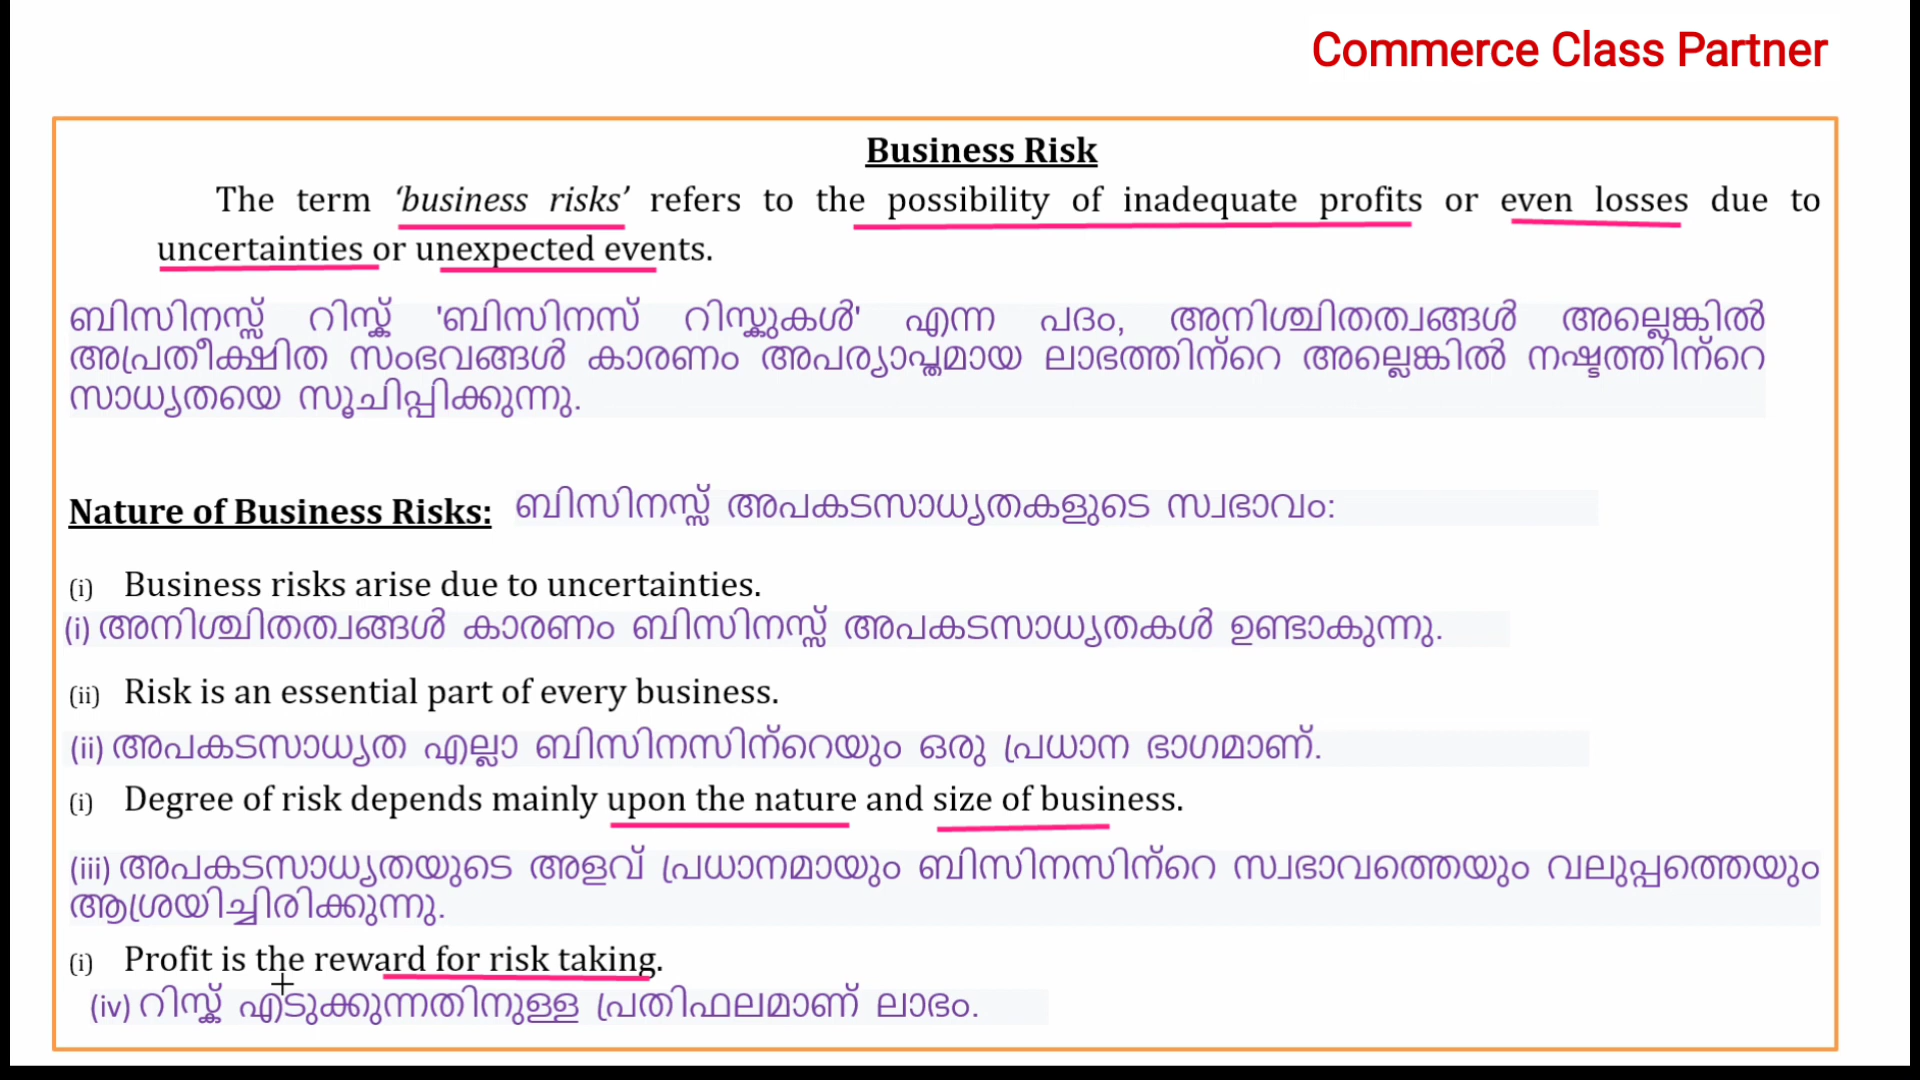 Commerce Class Partner
Business Risk
The term ‘business risks’ refers to the possibility of inadequate profits or even losses due to
uncertainties or unexpected events.
ബിസിനസ്സ് റിസ്ക് 'ബിസിനസ് റിസ്കുകൾ' എന്ന പദം, അനിശ്ചിതത്വങ്ങൾ അല്ലെങ്കിൽ
അപ്രതീക്ഷിത സംഭവങ്ങൾ കാരണം അപര്യാപ്തമായ ലാഭത്തിന്റെ അല്ലെങ്കിൽ നഷ്ടത്തിന്റെ
സാധ്യതയെ സൂചിപ്പിക്കുന്നു.
Nature of Business Risks: ബിസിനസ്സ് അപകടസാധ്യതകളുടെ സ്വഭാവം:
(i) Business risks arise due to uncertainties.
(i) അനിശ്ചിതത്വങ്ങൾ കാരണം ബിസിനസ്സ് അപകടസാധ്യതകൾ ഉണ്ടാകുന്നു.
(ii) Risk is an essential part of every business.
(ii) അപകടസാധ്യത എല്ലാ ബിസിനസിന്റെയും ഒരു പ്രധാന ഭാഗമാണ്.
(i) Degree of risk depends mainly upon the nature and size of business.
(iii) അപകടസാധ്യതയുടെ അളവ് പ്രധാനമായും ബിസിനസിന്റെ സ്വഭാവത്തെയും വലുപ്പത്തെയും
ആശ്രയിച്ചിരിക്കുന്നു.
(i) Profit is the reward for risk taking.
(iv) റിസ്ക് എടുക്കുന്നതിനുള്ള പ്രതിഫലമാണ് ലാഭം.